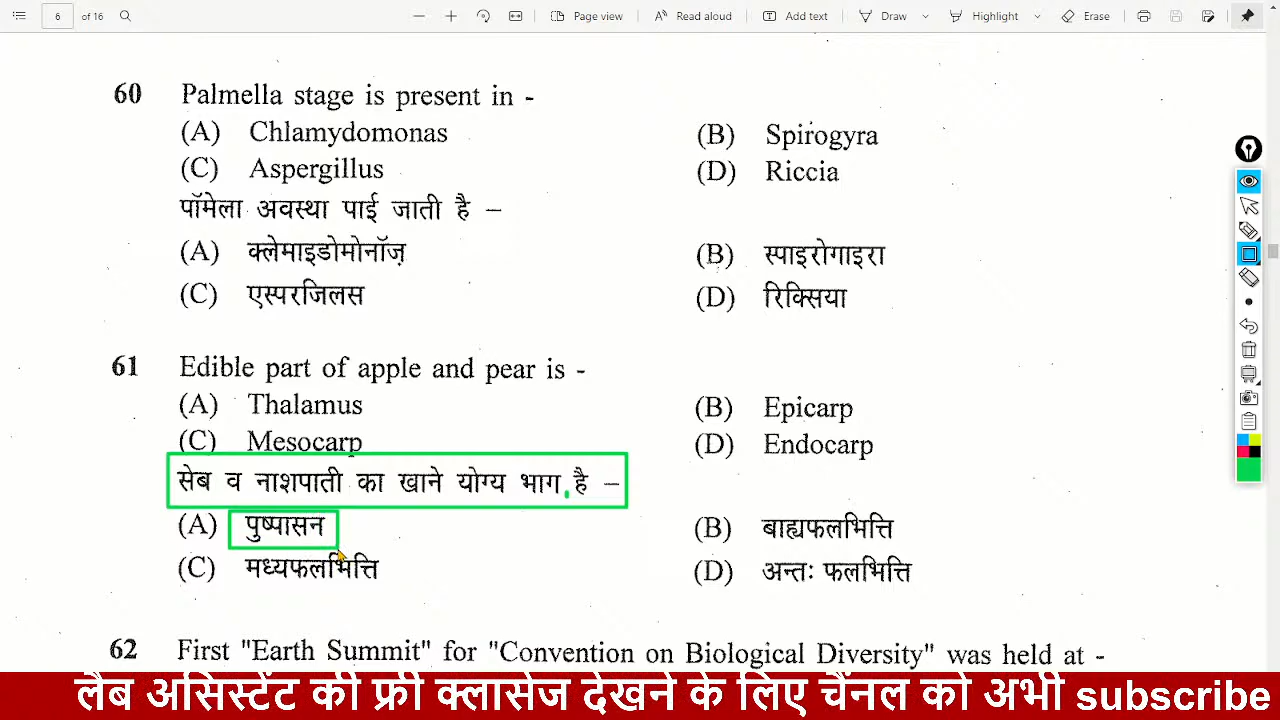 6 of 16 Page view Read aloud Add text Draw Highlight Erase
60 Palmella stage is present in -
(A) Chlamydomonas (B) Spirogyra
(C) Aspergillus (D) Riccia
पॉमेला अवस्था पाई जाती है –
(A) क्लेमाइडोमोनॉज़ (B) स्पाइरोगाइरा
(C) एस्परजिलस (D) रिक्सिया
61 Edible part of apple and pear is -
(A) Thalamus (B) Epicarp
(C) Mesocarp (D) Endocarp
सेब व नाशपाती का खाने योग्य भाग है –
(A) पुष्पासन (B) बाह्यफलभित्ति
(C) मध्यफलभित्ति (D) अन्तः फलभित्ति
62 First "Earth Summit" for "Convention on Biological Diversity" was held at -
लैब असिस्टेंट की फ्री क्लासेज देखने के लिए चैंनल को अभी subscribe